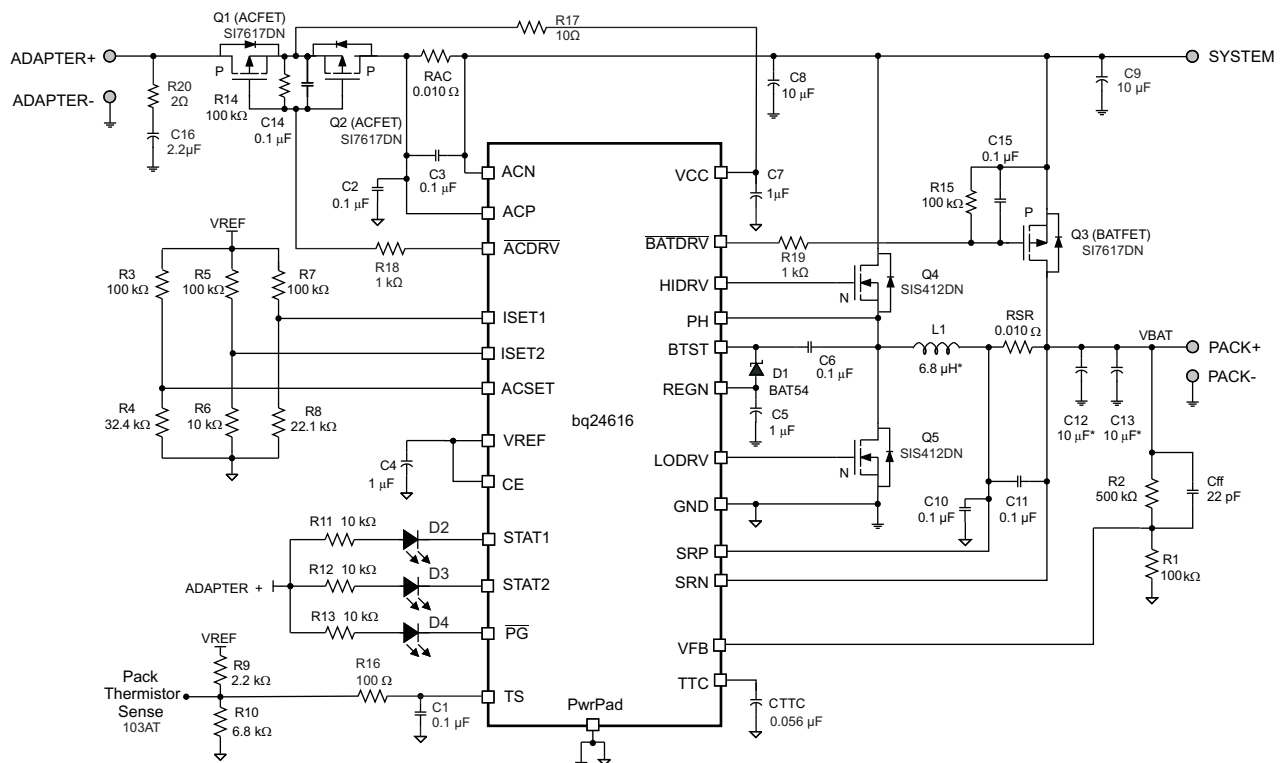 Q1 (ACFET)
SI7617DN
R17
10Ω
ADAPTER+
P
P
RAC
0.010 Ω
SYSTEM
R20
2Ω
ADAPTER-
R14
100 kΩ
C14
0.1 µF
Q2 (ACFET)
SI7617DN
C16
2.2µF
C8
10 µF
C9
10 µF
C2
0.1 µF
C3
0.1 µF
ACN
VCC
C7
1µF
C15
0.1 µF
R15
100 kΩ
P
ACP
VREF
ACDRV
R18
1 kΩ
BATDRV
R19
1 kΩ
Q3 (BATFET)
SI7617DN
R3
100 kΩ
R5
100 kΩ
R7
100 kΩ
HIDRV
N
Q4
SIS412DN
ISET1
PH
L1
6.8 µH*
RSR
0.010 Ω
VBAT
ISET2
BTST
C6
0.1 µF
PACK+
D1
BAT54
PACK-
ACSET
REGN
R4
32.4 kΩ
R6
10 kΩ
R8
22.1 kΩ
C5
1 µF
bq24616
C12
10 µF*
C13
10 µF*
VREF
Q5
SIS412DN
N
LODRV
C4
1 µF
CE
R2
500 kΩ
Cff
22 pF
GND
C10
0.1 µF
C11
0.1 µF
R11 10 kΩ
D2
STAT1
SRP
R1
100kΩ
R12 10 kΩ
D3
STAT2
SRN
ADAPTER +
R13 10 kΩ
D4
PG
VREF
VFB
R9
2.2 kΩ
R16
100 Ω
Pack
Thermistor
Sense
103AT
TS
TTC
R10
6.8 kΩ
C1
0.1 µF
PwrPad
CTTC
0.056 µF